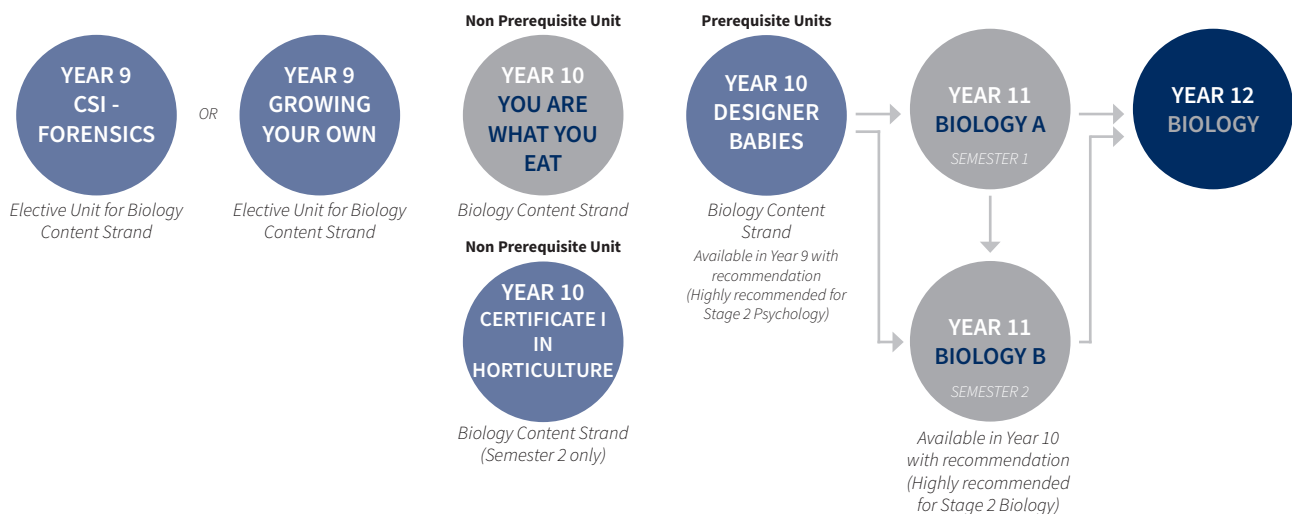 YEAR 9
CSI -
FORENSICS
Elective Unit for Biology
Content Strand
OR
YEAR 9
GROWING
YOUR OWN
Elective Unit for Biology
Content Strand
Non Prerequisite Unit
YEAR 10
YOU ARE
WHAT YOU
EAT
Biology Content Strand
Non Prerequisite Unit
YEAR 10
CERTIFICATE I
IN
HORTICULTURE
Biology Content Strand
(Semester 2 only)
Prerequisite Units
YEAR 10
DESIGNER
BABIES
Biology Content
Strand
Available in Year 9 with
recommendation
(Highly recommended for
Stage 2 Psychology)
YEAR 11
BIOLOGY A
SEMESTER 1
YEAR 11
BIOLOGY B
SEMESTER 2
Available in Year 10
with recommendation
(Highly recommended
for Stage 2 Biology)
YEAR 12
BIOLOGY